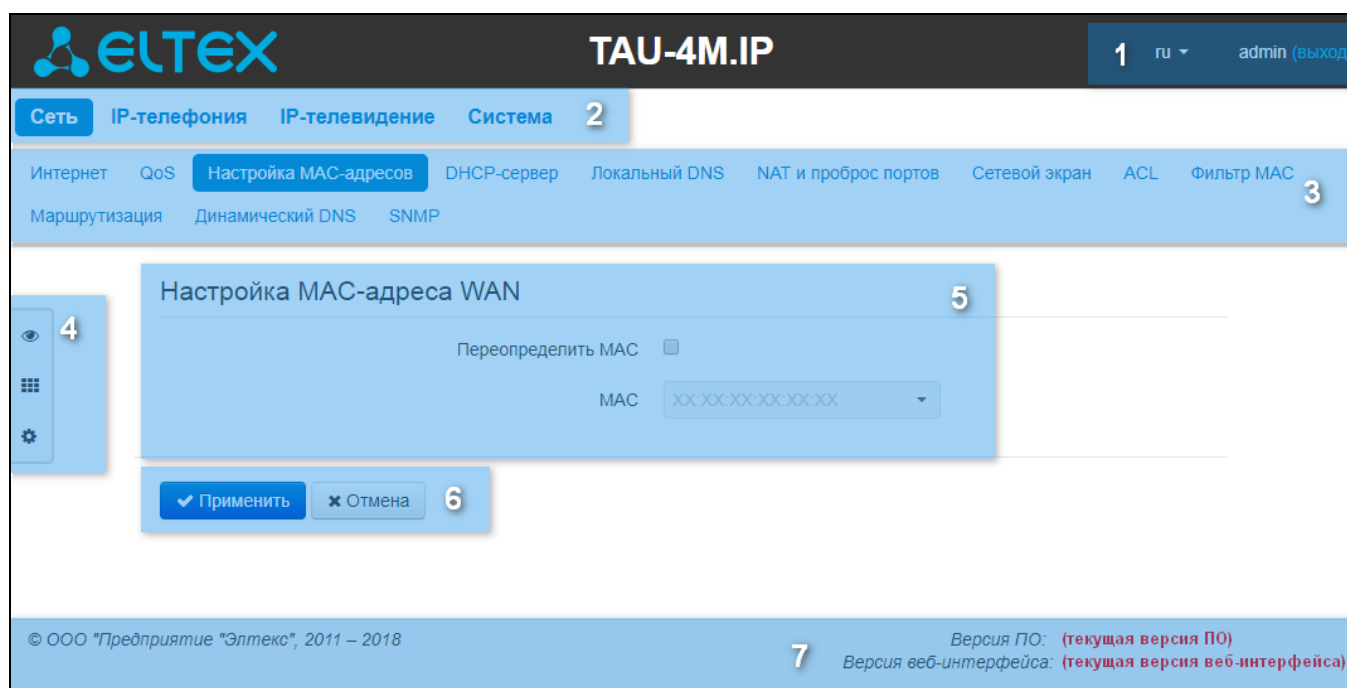 ELTEX
TAU-4M.IP
1 ru admin (выход
Сеть IP-телефония IP-телевидение Система 2
Интернет QoS Настройка MAC-адресов DHCP-сервер Локальный DNS NAT и проброс портов Сетевой экран ACL Фильтр MAC
3
Маршрутизация Динамический DNS SNMP
4
Настройка MAC-адреса WAN
5
Переопределить MAC
MAC XX:XX:XX:XX:XX:XX
Применить Отмена 6
© ООО "Предприятие "Элтекс", 2011 – 2018
7
Версия ПО: (текущая версия ПО)
Версия веб-интерфейса: (текущая версия веб-интерфейса)